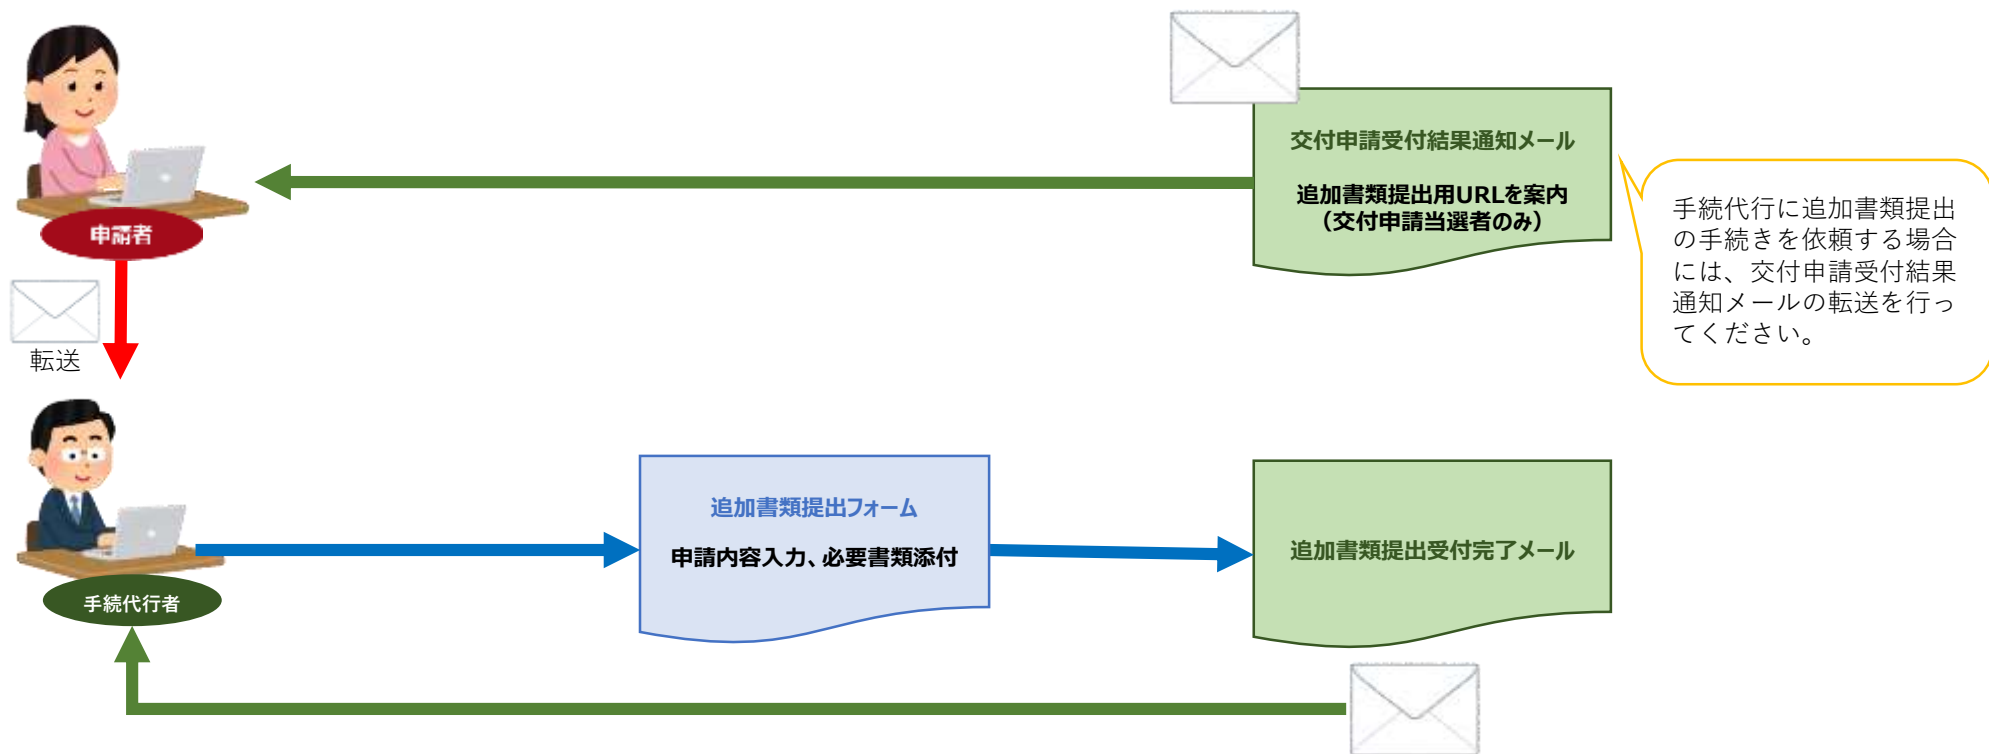 交付申請受付結果通知メール
追加書類提出用URLを案内
（交付申請当選者のみ）
手続代行に追加書類提出
の手続きを依頼する場合
には、交付申請受付結果
通知メールの転送を行っ
てください。
申請者
転送
追加書類提出フォーム
申請内容入力、必要書類添付
追加書類提出受付完了メール
手続代行者